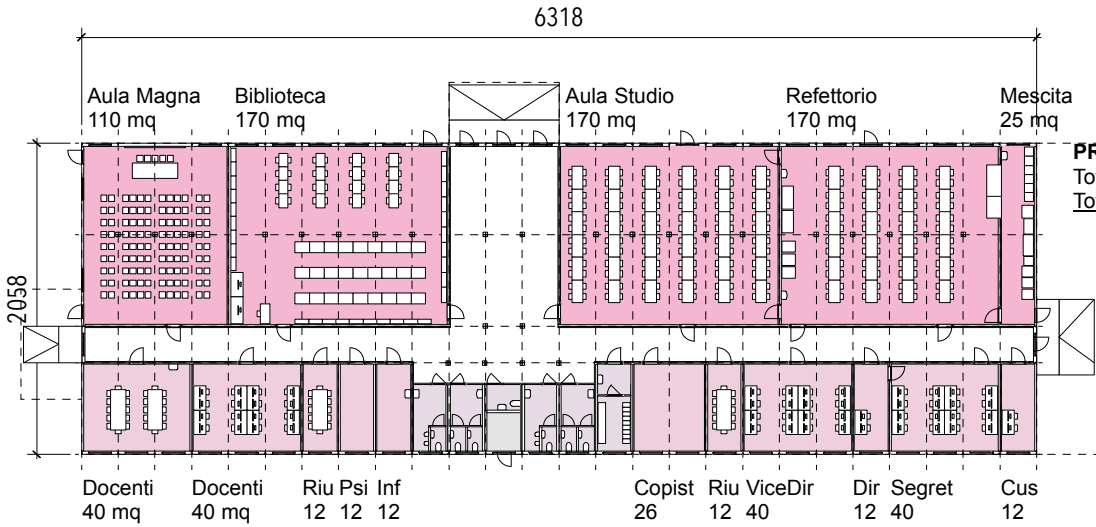 6318
Aula Magna
110 mq
Biblioteca
170 mq
Aula Studio
170 mq
Refettorio
170 mq
Mescita
25 mq
PR
To
To
2058
Docenti
40 mq
Docenti
40 mq
Riu
12
Psi
12
Inf
12
Copist
26
Riu
12
ViceDir
40
Dir
12
Segret
40
Cus
12